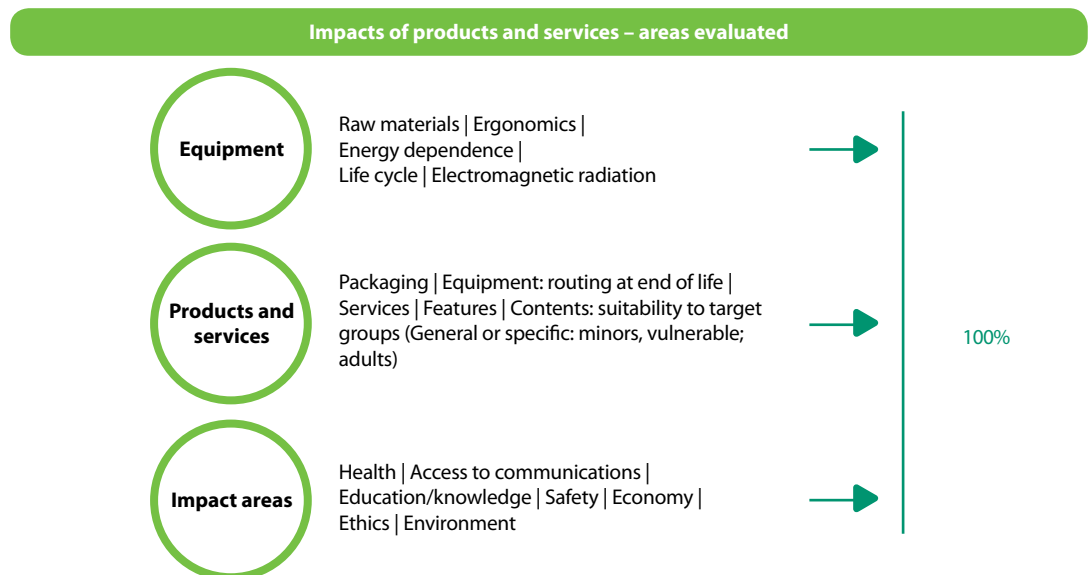 Impacts of products and services – areas evaluated
Equipment
Raw materials | Ergonomics |
Energy dependence |
Life cycle | Electromagnetic radiation
Products and
services
Packaging | Equipment: routing at end of life |
Services | Features | Contents: suitability to target
groups (General or specific: minors, vulnerable;
adults)
100%
Impact areas
Health | Access to communications |
Education/knowledge | Safety | Economy |
Ethics | Environment